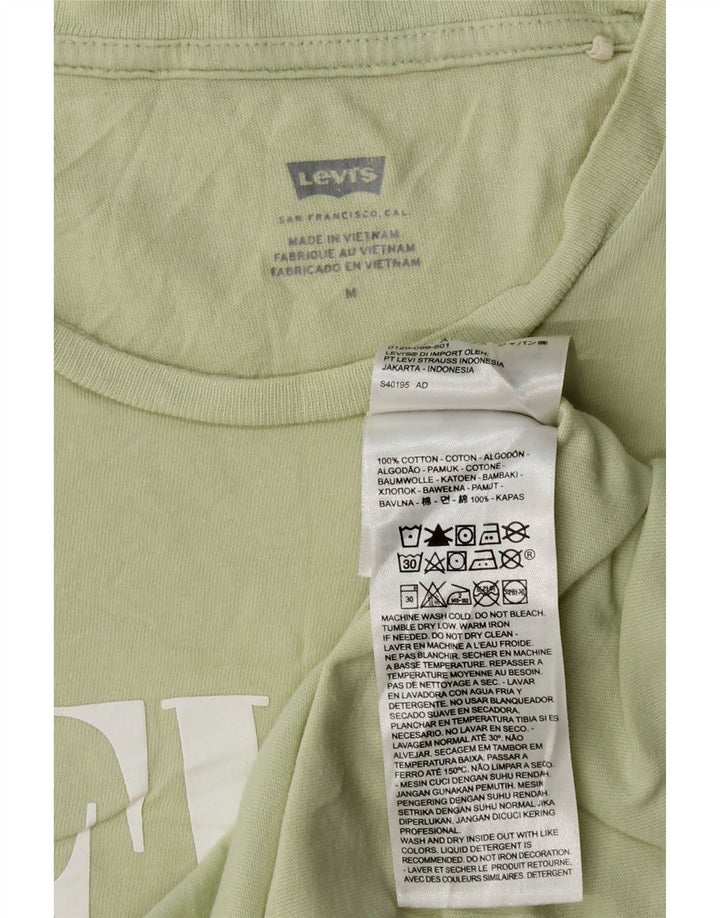 Levi's
SAN FRANCISCO, CAL.
MADE IN VIETNAM
FABRIQUE AU VIETNAM
FABRICADO EN VIETNAM
M
LEVI'S® DI IMPORT OLEH:
PT LEVI STRAUSS INDONESIA
JAKARTA - INDONESIA
S40195 AD
100% COTTON - COTON - ALGODÓN -
ALGODÃO - PAMUK - COTONE -
BAUMWOLLE - KATOEN - BAMBAKI -
ХЛОПОК - BAWEŁNA - PAMUT -
BAVLNA - 棉 - 면 - 綿 100% - KAPAS
30 ®
30
MACHINE WASH COLD. DO NOT BLEACH.
TUMBLE DRY LOW. WARM IRON
IF NEEDED. DO NOT DRY CLEAN -
LAVER EN MACHINE A L'EAU FROIDE.
NE PAS BLANCHIR. SECHER EN MACHINE
A BASSE TEMPERATURE. REPASSER A
TEMPERATURE MOYENNE AU BESOIN.
PAS DE NETTOYAGE A SEC. - LAVAR
EN LAVADORA CON AGUA FRIA Y
DETERGENTE. NO USAR BLANQUEADOR.
SECADO SUAVE EN SECADORA.
PLANCHAR EN TEMPERATURA TIBIA SI ES
NECESARIO. NO LAVAR EN SECO. -
LAVAGEM NORMAL ATÉ 30º. NÃO
ALVEJAR. SECAGEM EM TAMBOR EM
TEMPERATURA BAIXA. PASSAR A
FERRO ATÉ 150ºC. NÃO LIMPAR A SECO.
- MESIN CUCI DENGAN SUHU RENDAH.
JANGAN GUNAKAN PEMUTIH. MESIN
PENGERING DENGAN SUHU RENDAH.
SETRIKA DENGAN SUHU NORMAL JIKA
DIPERLUKAN. JANGAN DICUCI KERING
PROFESIONAL.
WASH AND DRY INSIDE OUT WITH LIKE
COLORS. LIQUID DETERGENT IS
RECOMMENDED. DO NOT IRON DECORATION.
- LAVER ET SECHER LE PRODUIT RETOURNE,
AVEC DES COULEURS SIMILAIRES. DETERGENT